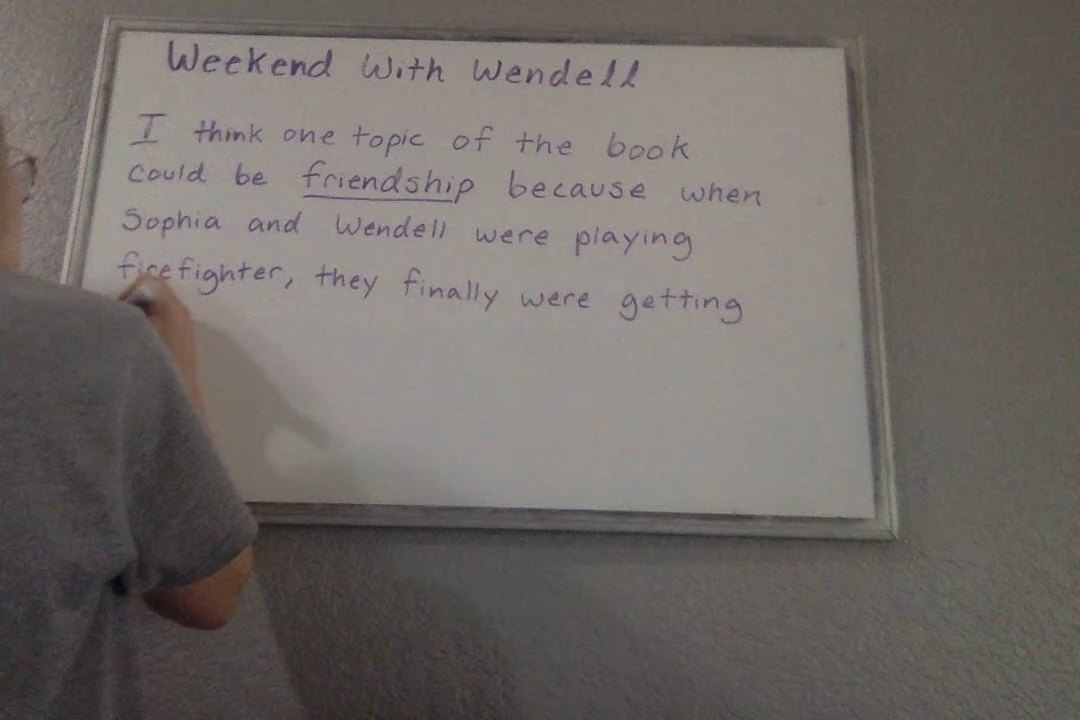 Weekend With Wendell
I think one topic of the book
could be friendship because when
Sophia and Wendell were playing
firefighter, they finally were getting